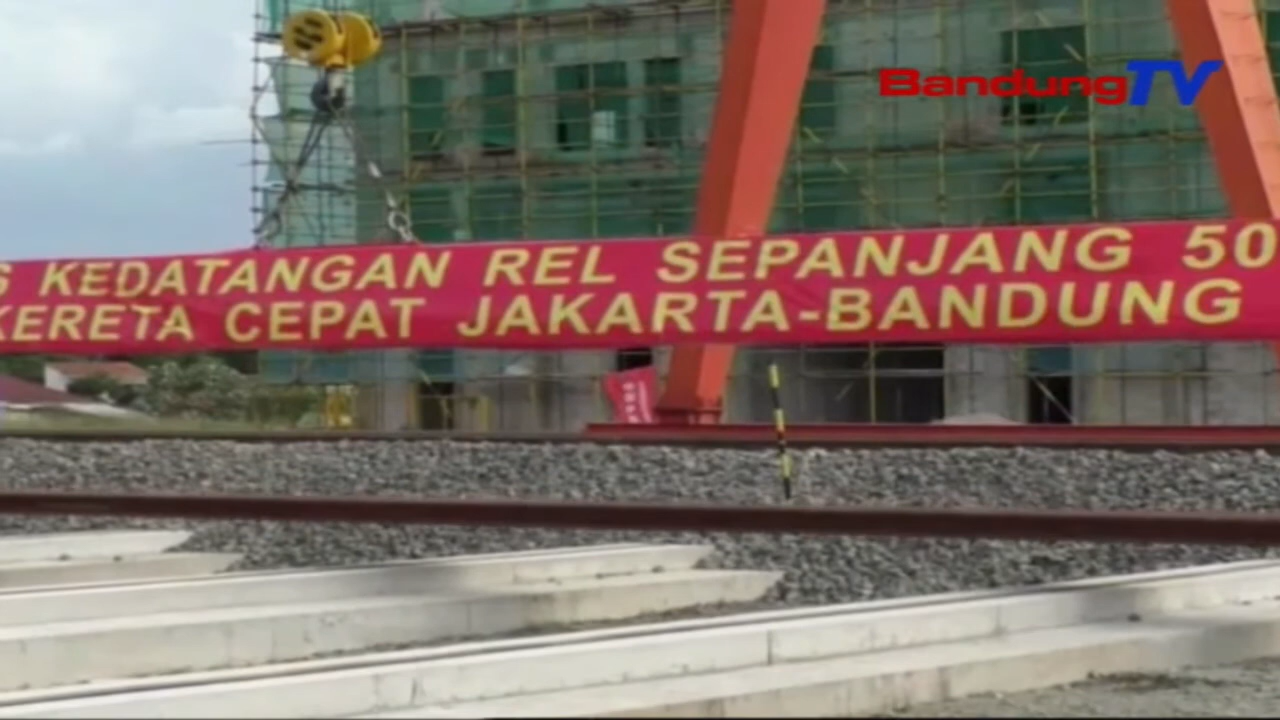 BandungTV
KEDATANGAN REL SEPANJANG 50
KERETA CEPAT JAKARTA-BANDUNG